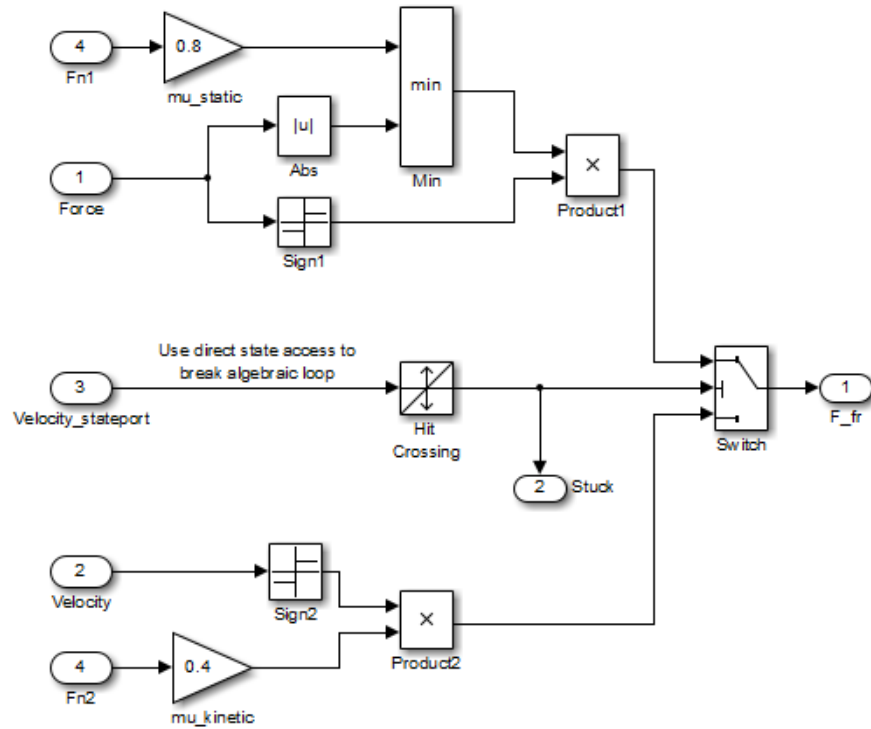 4
Fn1
0.8
mu_static
min
Min
|u|
Abs
1
Force
Sign1
×
Product1
Use direct state access to
break algebraic loop
3
Velocity_stateport
Hit
Crossing
Switch
1
F_fr
2
Stuck
2
Velocity
Sign2
×
Product2
4
Fn2
0.4
mu_kinetic